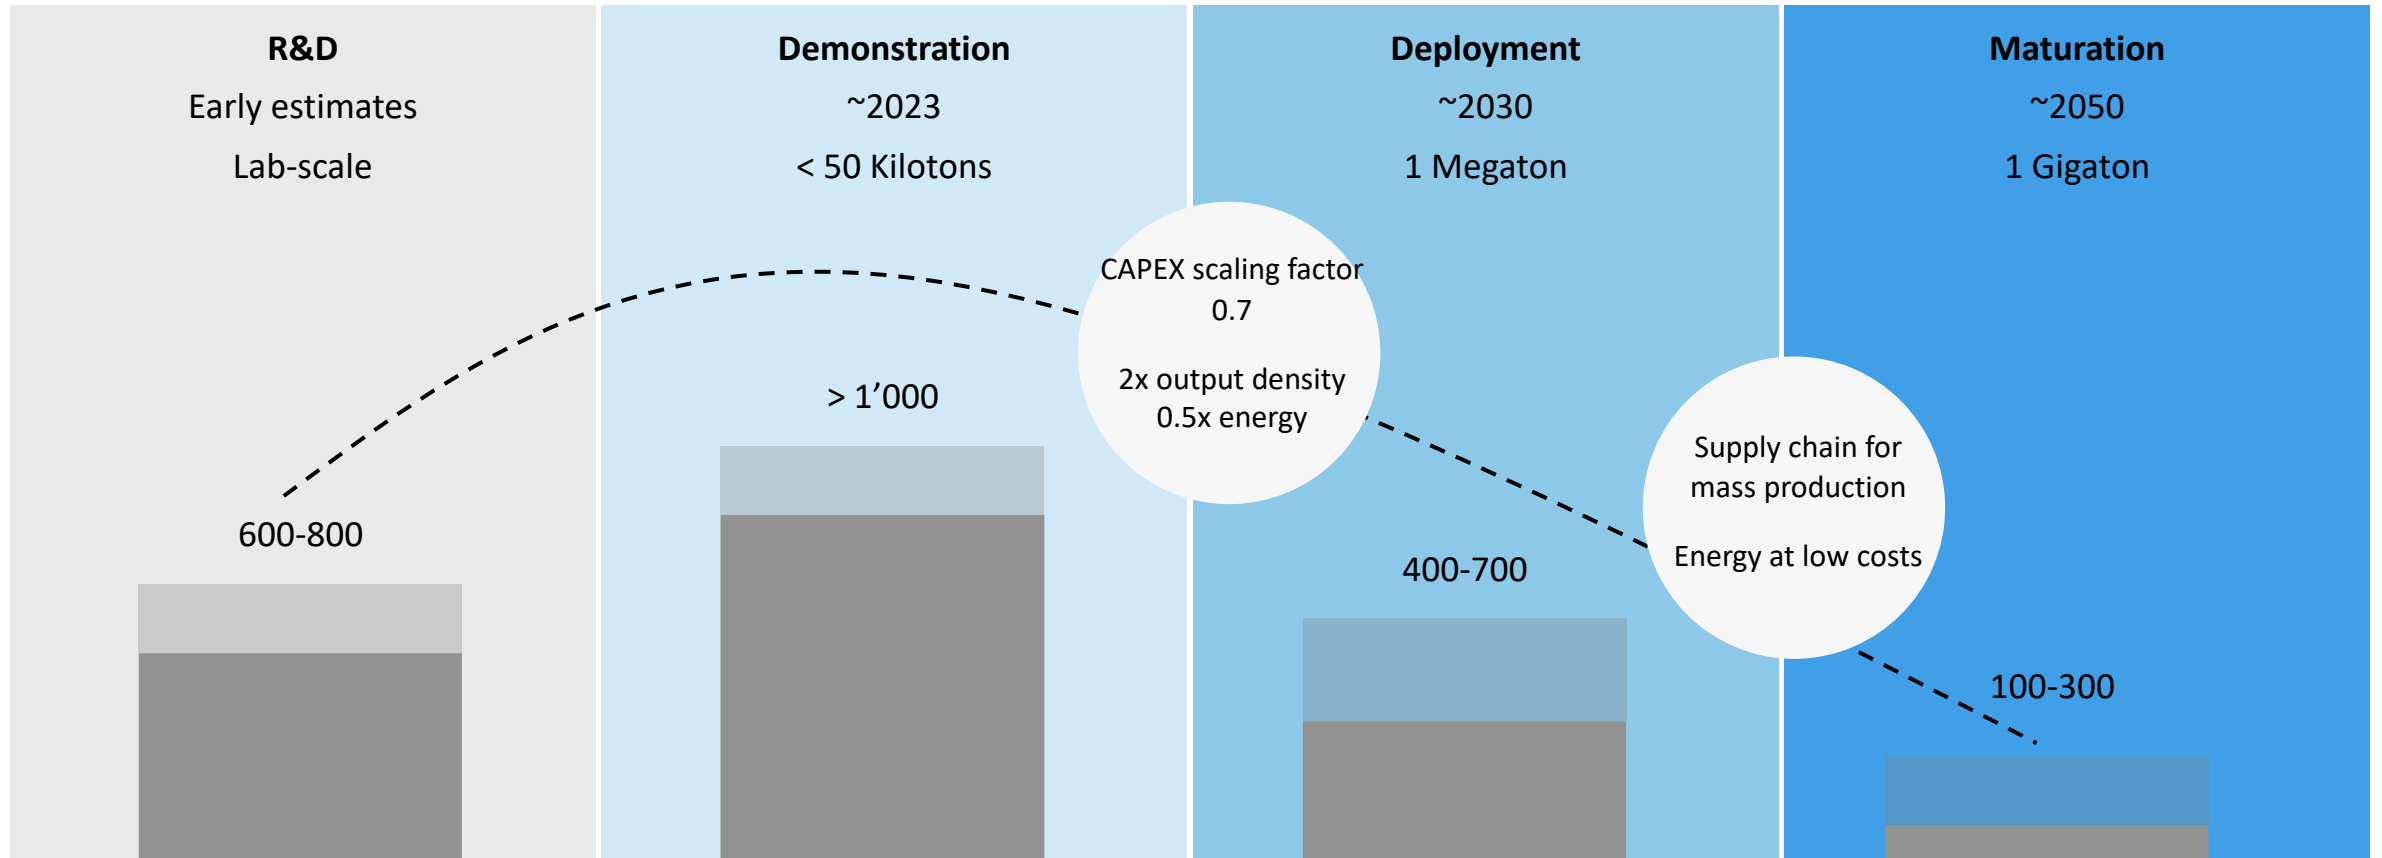 R&D
Early estimates
Lab-scale
600-800
Demonstration
~2023
< 50 Kilotons
> 1’000
CAPEX scaling factor
0.7
2x output density
0.5x energy
Deployment
~2030
1 Megaton
400-700
Supply chain for
mass production
Energy at low costs
Maturation
~2050
1 Gigaton
100-300